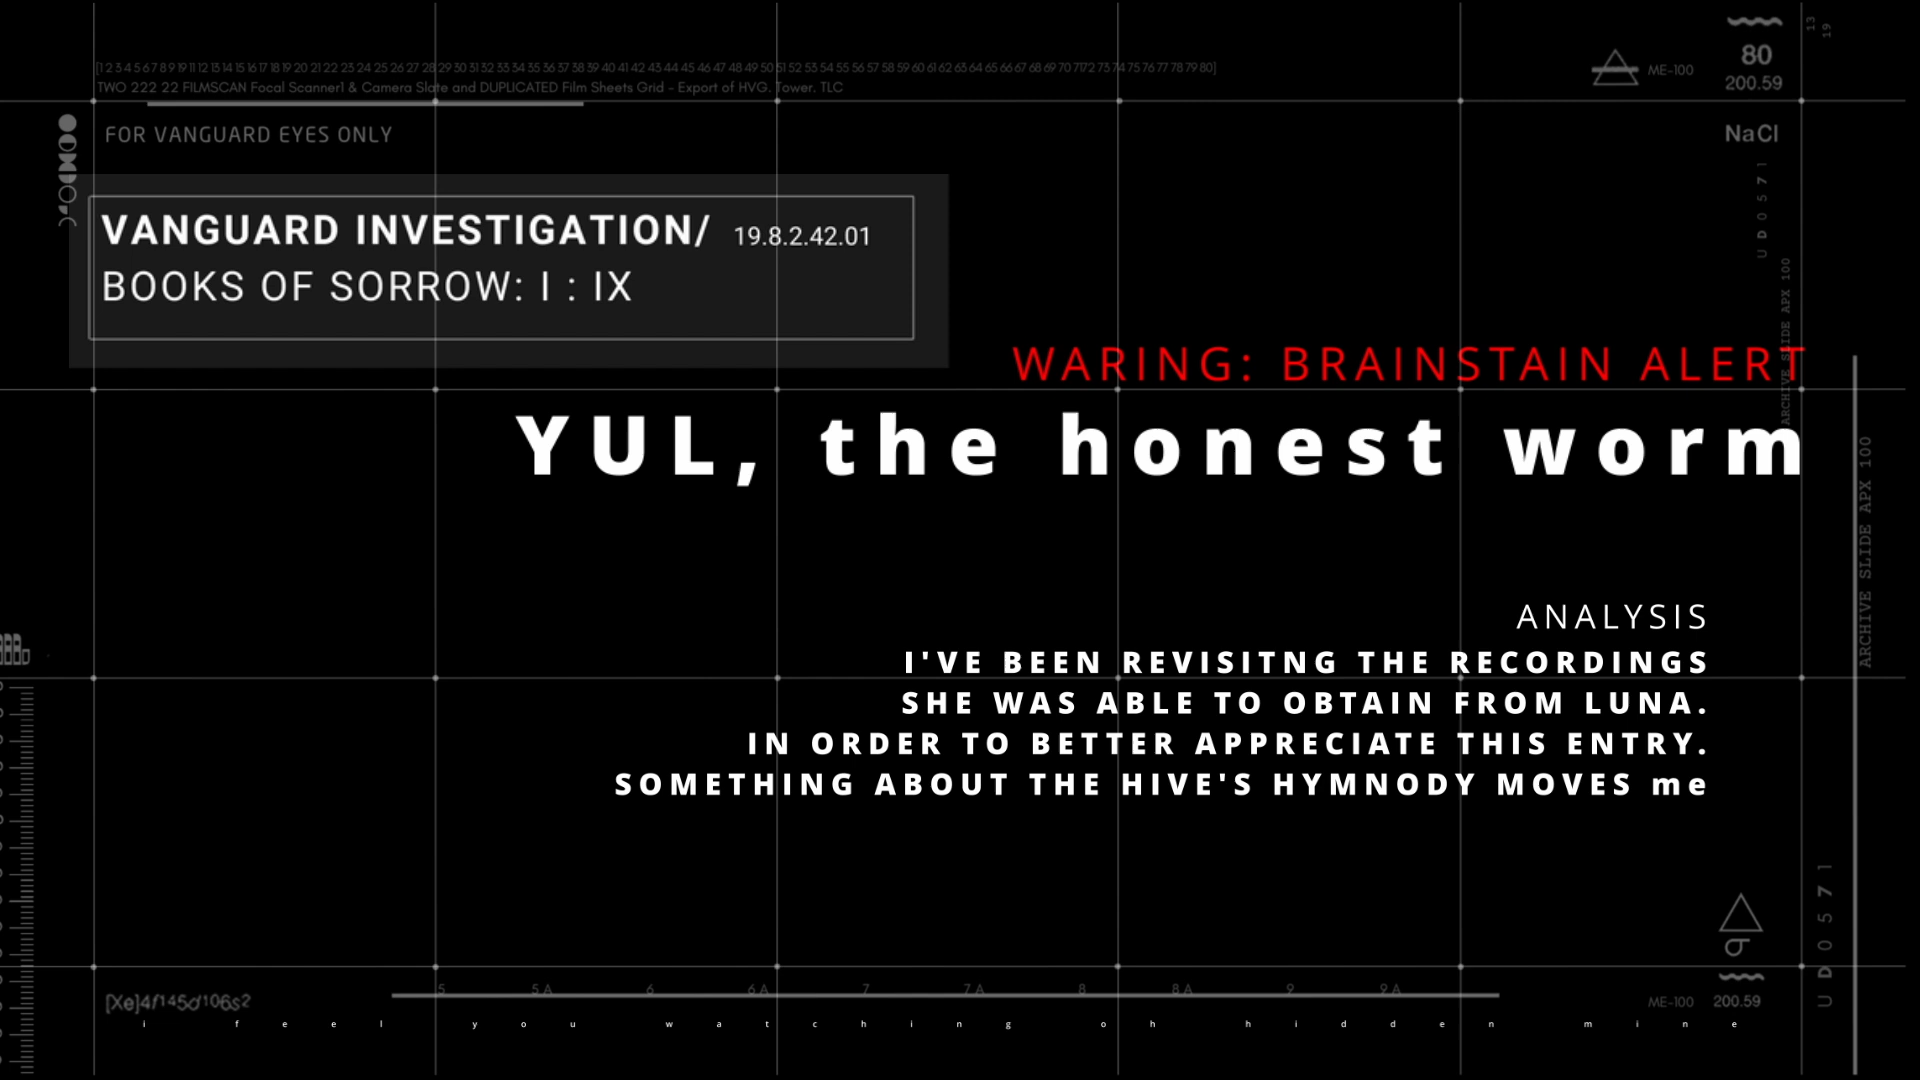 [1 2 3 4 5 6 7 8 9 10 11 12 13 14 15 16 17 18 19 20 21 22 23 24 25 26 27 28 29 30 31 32 33 34 35 36 37 38 39 40 41 42 43 44 45 46 47 48 49 50 51 52 53 54 55 56 57 58 59 60 61 62 63 64 65 66 67 68 69 70 71 72 73 74 75 76 77 78 79 80]
TWO 222 22 FILMSCAN Focal Scanner1 & Camera Slate and DUPLICATED Film Sheets Grid - Export of HVG. Tower. TLC
ME-100
80
200.59
13
19
FOR VANGUARD EYES ONLY
NaCl
U D 0 5 7 1
VANGUARD INVESTIGATION/ 19.8.2.42.01
BOOKS OF SORROW: I : IX
ARCHIVE SLIDE APX 100
WARING: BRAINSTAIN ALERT
YUL, the honest worm
ARCHIVE SLIDE APX 100
ANALYSIS
I'VE BEEN REVISITNG THE RECORDINGS
SHE WAS ABLE TO OBTAIN FROM LUNA.
IN ORDER TO BETTER APPRECIATE THIS ENTRY.
SOMETHING ABOUT THE HIVE'S HYMNODY MOVES me
U D 0 5 7 1
5 5 A 6 6 A 7 7 A 8 8 A 9 9 A
[Xe]4f145d106s2
ME-100 200.59
i feel you watching oh hidden mine